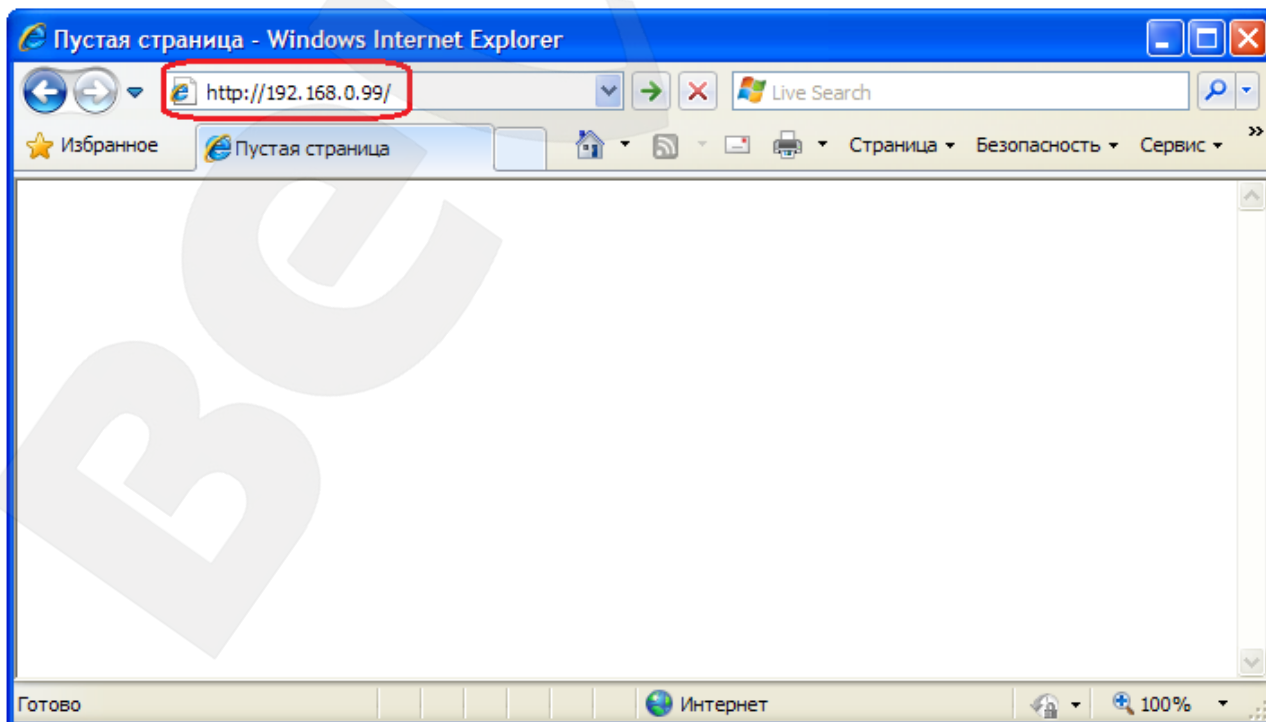 Пустая страница - Windows Internet Explorer
http://192.168.0.99/
Live Search
Избранное
Пустая страница
Страница
Безопасность
Сервис
»
Готово
Интернет
100%
Be